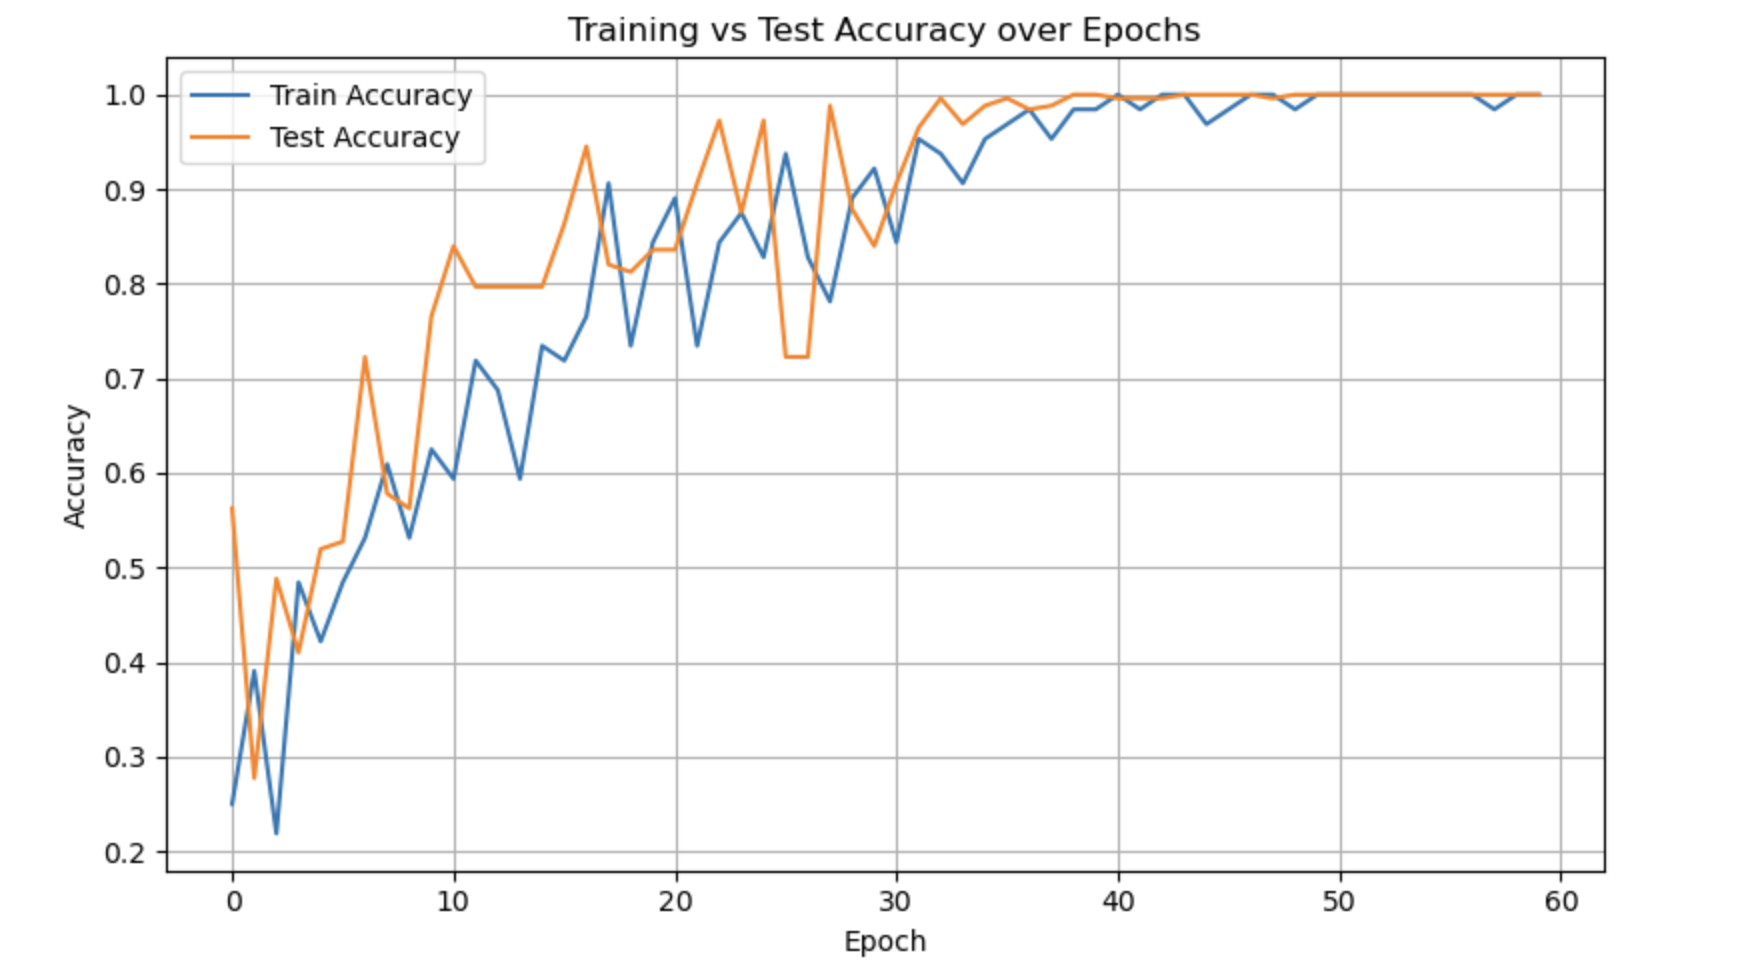 Training vs Test Accuracy over Epochs
Train Accuracy
Test Accuracy
1.0
0.9
0.8
0.7
0.6
0.5
0.4
0.3
0.2
Accuracy
0 10 20 30 40 50 60
Epoch